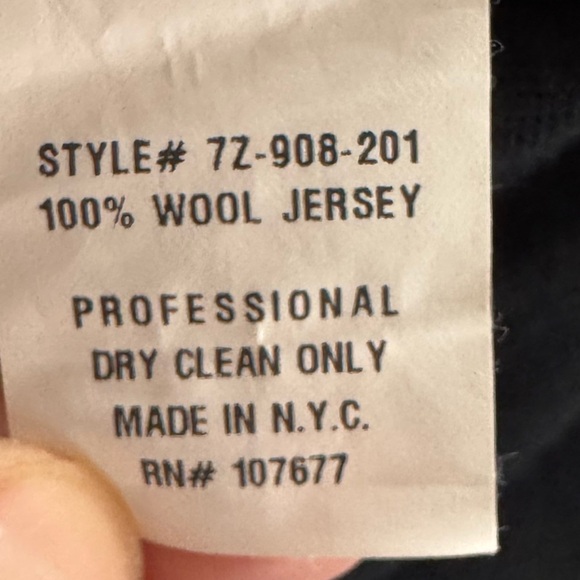 STYLE# 7Z-908-201
100% WOOL JERSEY
PROFESSIONAL
DRY CLEAN ONLY
MADE IN N.Y.C.
RN# 107677